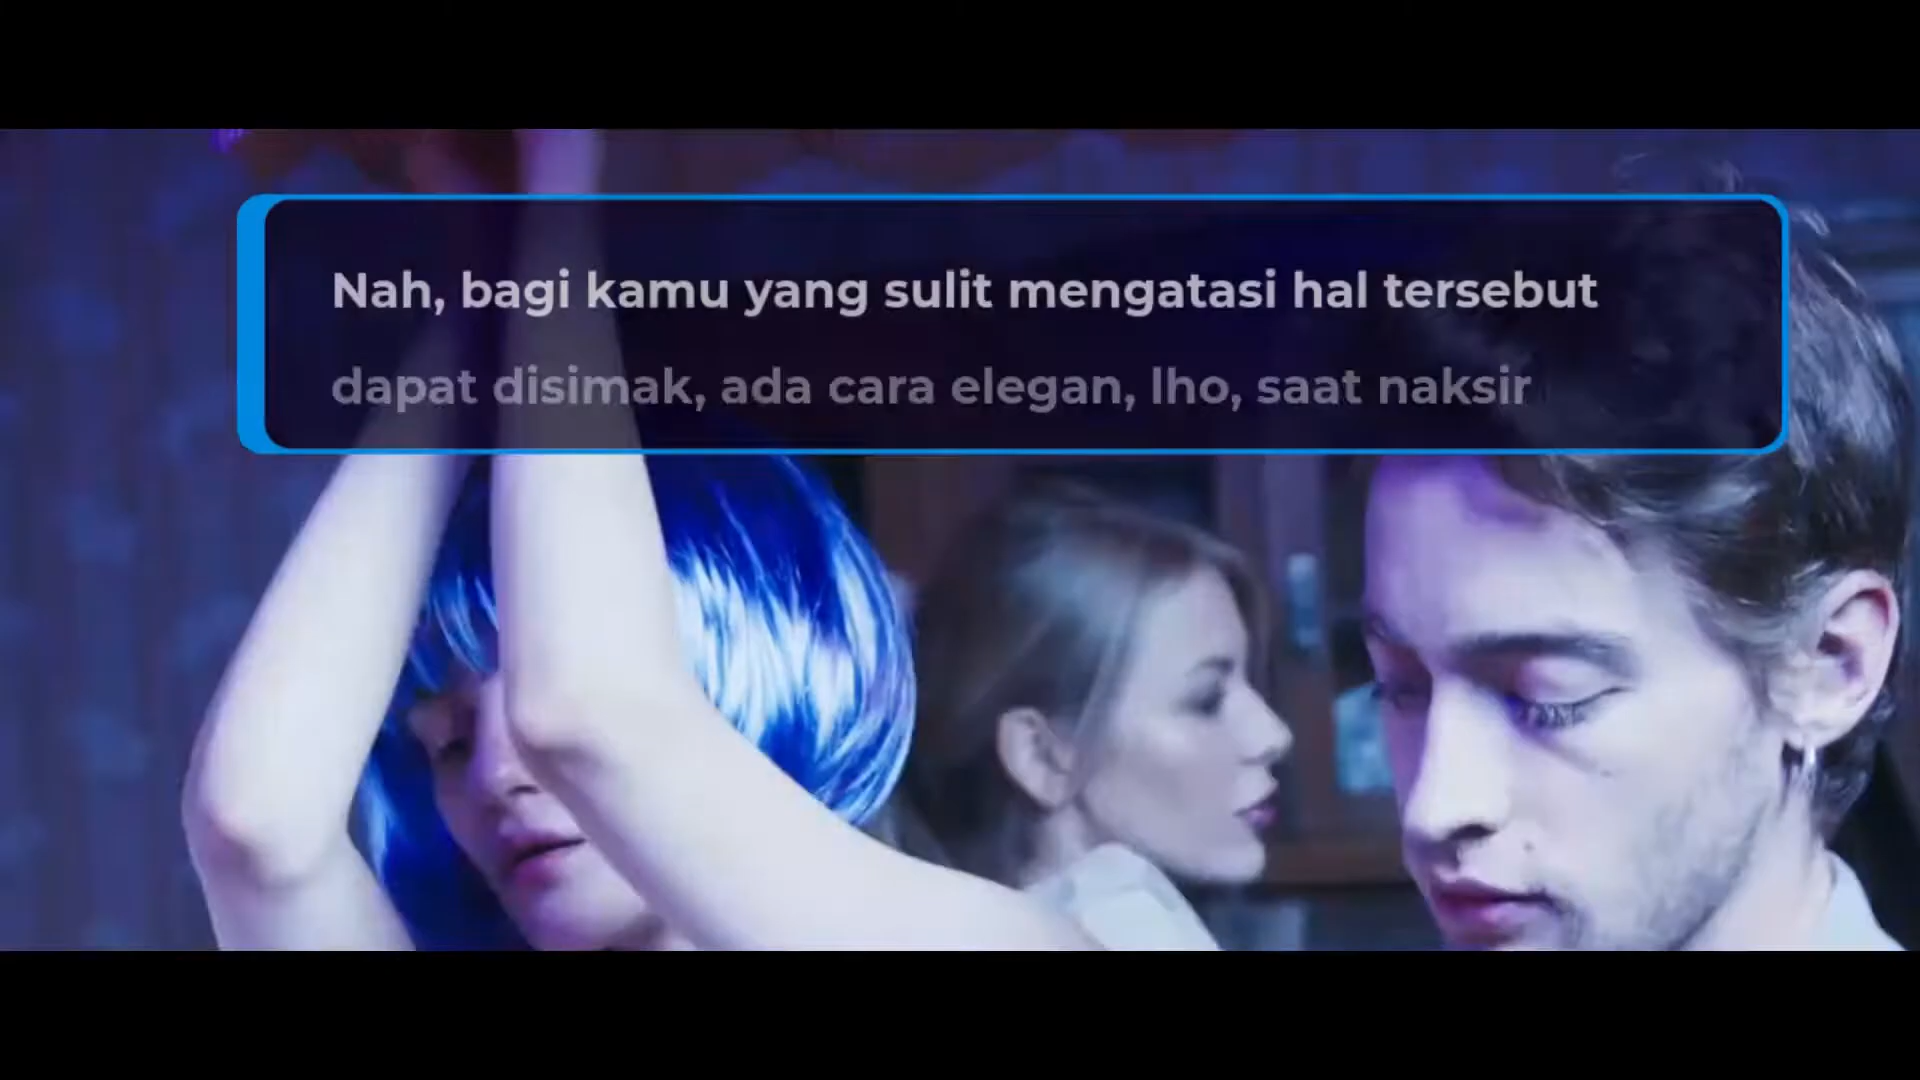 Nah, bagi kamu yang sulit mengatasi hal tersebut
dapat disimak, ada cara elegan, lho, saat naksir